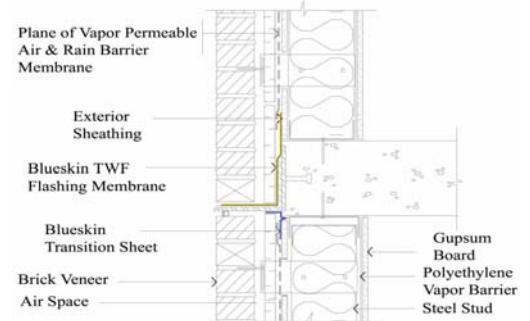 Plane of Vapor Permeable
Air & Rain Barrier
Membrane
Exterior
Sheathing
Blueskin TWF
Flashing Membrane
Blueskin
Transition Sheet
Brick Veneer
Air Space
Gupsum
Board
Polyethylene
Vapor Barrier
Steel Stud